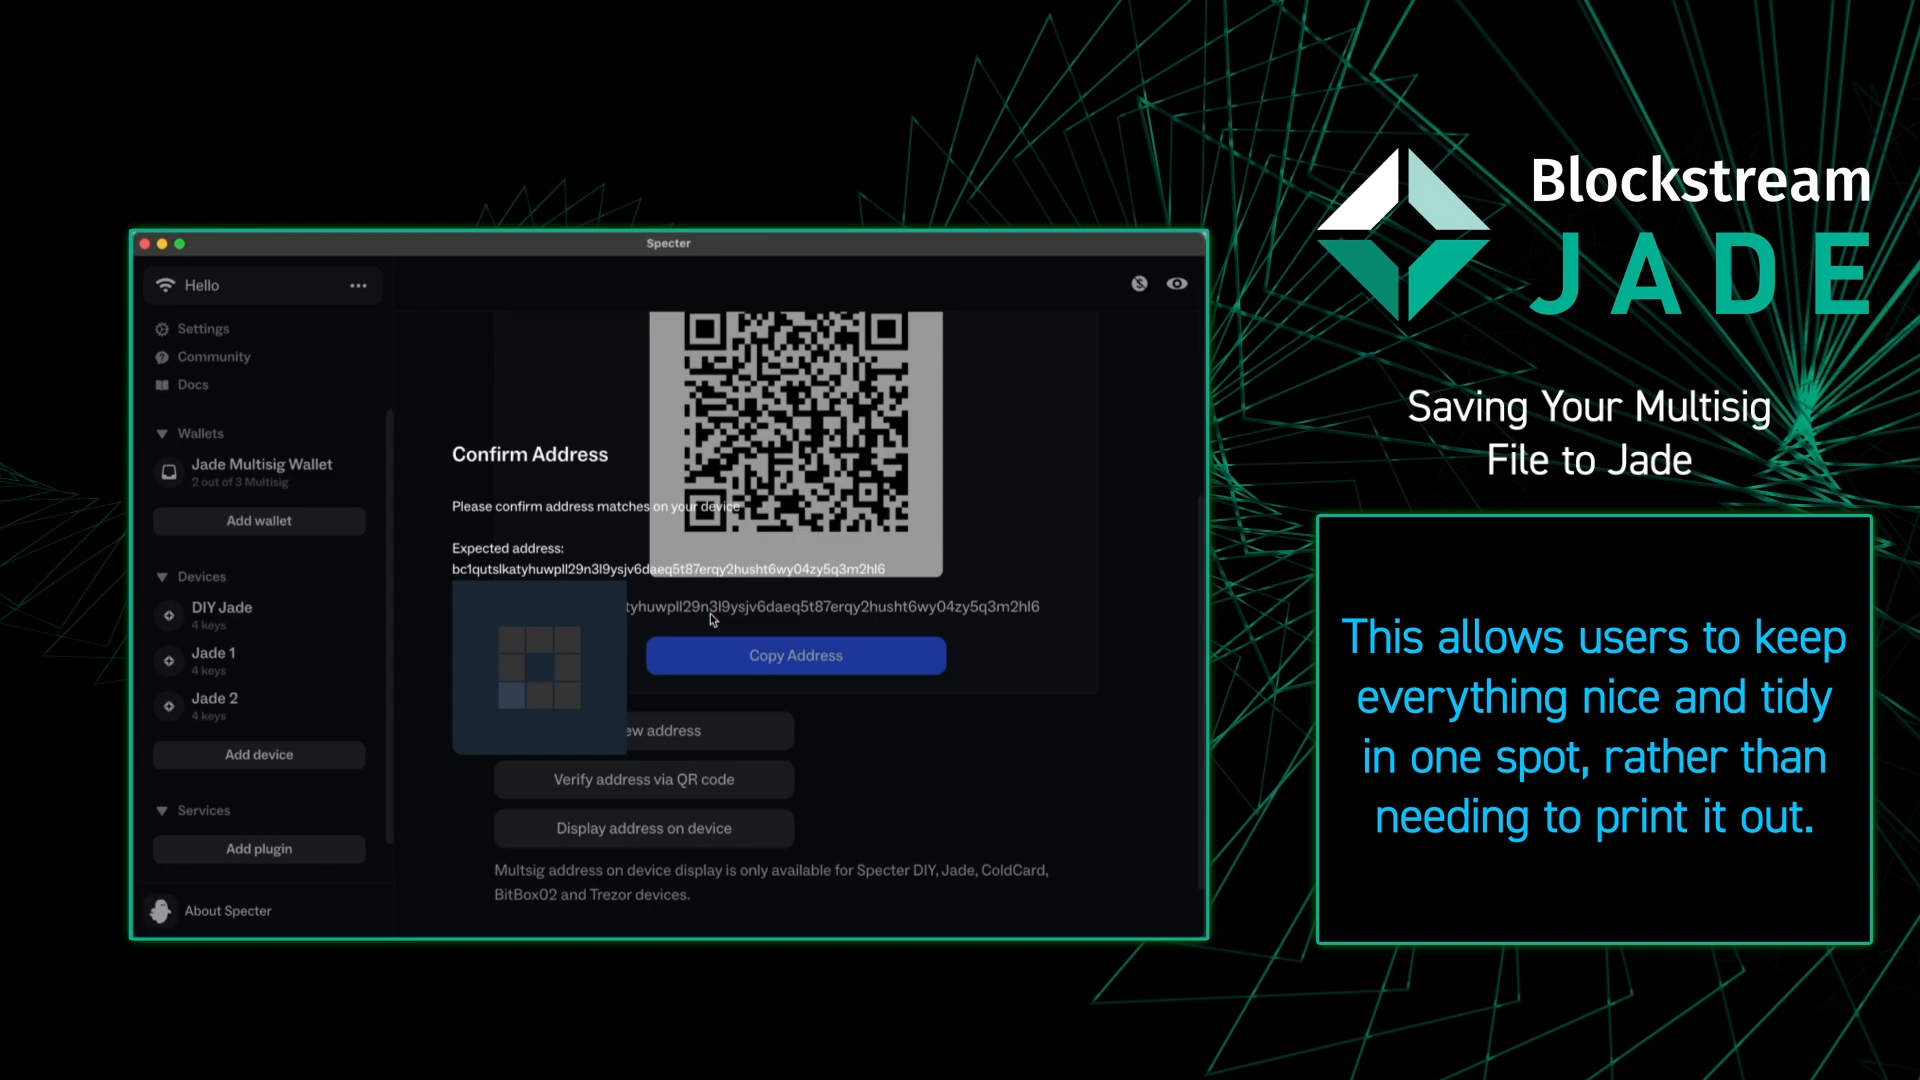 Specter
Hello
Settings
Community
Docs
Wallets
Jade Multisig Wallet
2 out of 3 Multisig
Add wallet
Devices
DIY Jade
4 keys
Jade 1
4 keys
Jade 2
4 keys
Add device
Services
Add plugin
About Specter
Confirm Address
Please confirm address matches on your device
Expected address:
bc1qutslkatyhuwpll29n3l9ysjv6daeq5t87erqy2husht6wy04zy5q3m2hl6
tyhuwpll29n3l9ysjv6daeq5t87erqy2husht6wy04zy5q3m2hl6
Copy Address
ew address
Verify address via QR code
Display address on device
Multsig address on device display is only available for Specter DIY, Jade, ColdCard,
BitBox02 and Trezor devices.
Blockstream
JADE
Saving Your Multisig
File to Jade
This allows users to keep
everything nice and tidy
in one spot, rather than
needing to print it out.